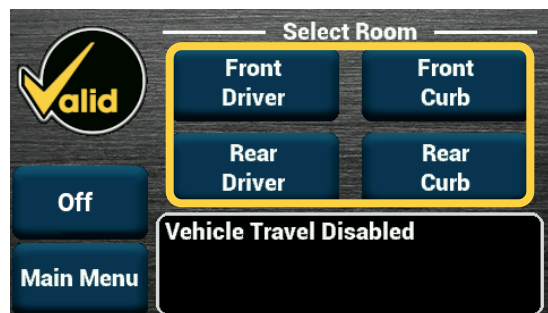 Select Room
Valid
Front
Driver
Front
Curb
Rear
Driver
Rear
Curb
Off
Main Menu
Vehicle Travel Disabled